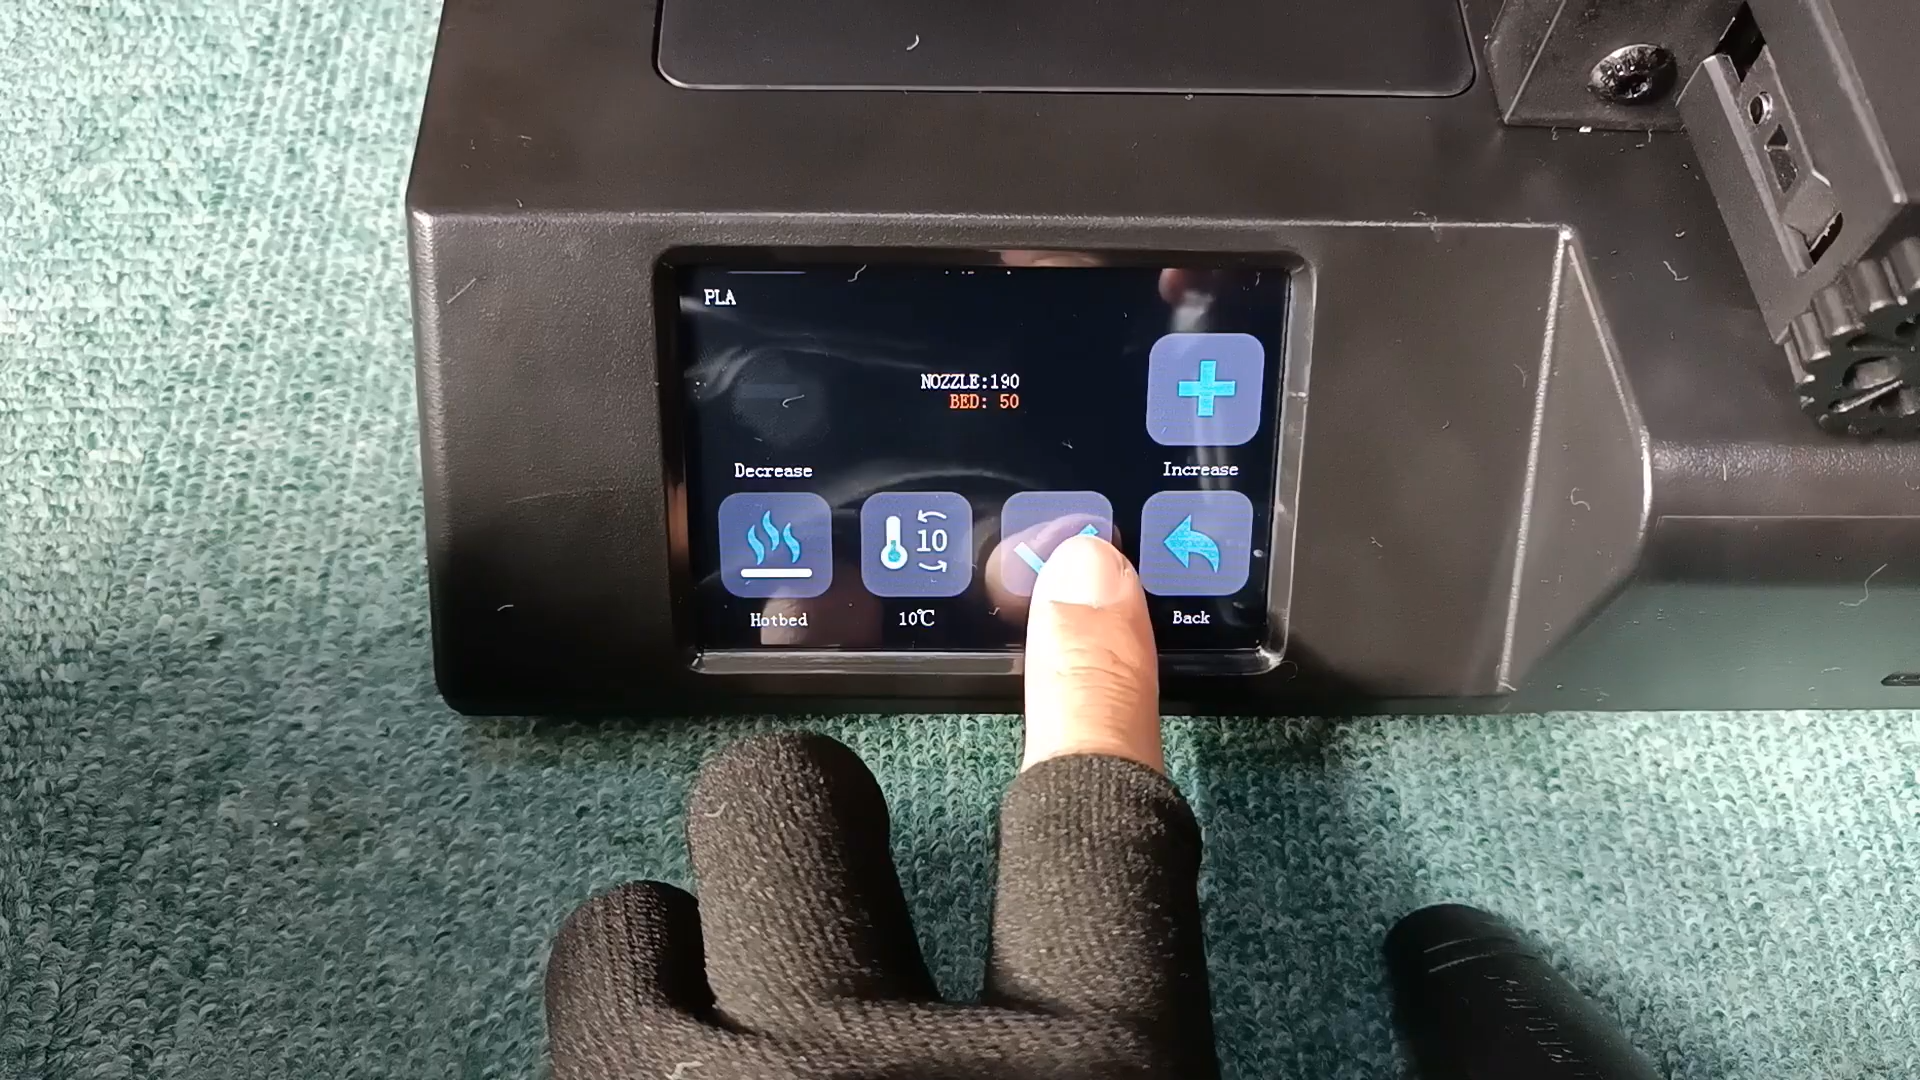 PLA
NOZZLE:190
BED: 50
Decrease
Increase
10
Hotbed
10℃
Back